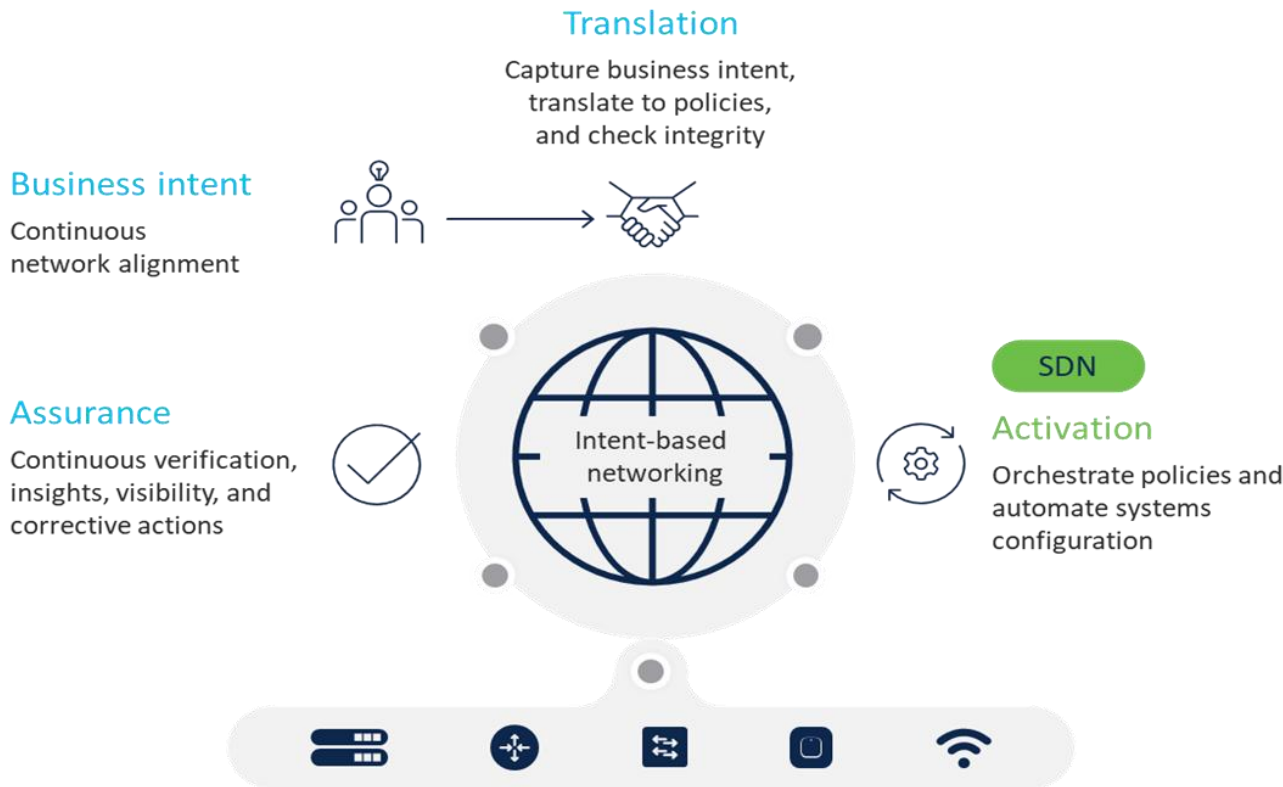 Translation
Capture business intent,
translate to policies,
and check integrity
Business intent
Continuous
network alignment
SDN
Assurance
Continuous verification,
insights, visibility, and
corrective actions
Intent-based
networking
Activation
Orchestrate policies and
automate systems
configuration